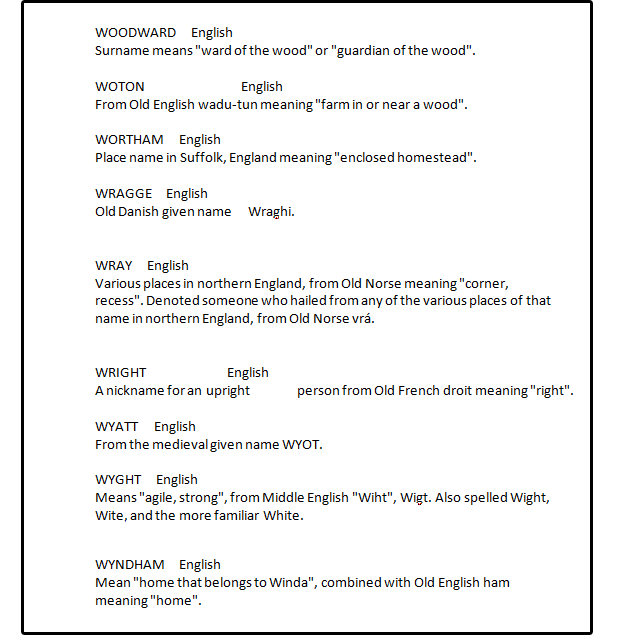 WOODWARD English
Surname means "ward of the wood" or "guardian of the wood".
WOTON English
From Old English wadu-tun meaning "farm in or near a wood".
WORTHAM English
Place name in Suffolk, England meaning "enclosed homestead".
WRAGGE English
Old Danish given name Wraghi.
WRAY English
Various places in northern England, from Old Norse meaning "corner,
recess". Denoted someone who hailed from any of the various places of that
name in northern England, from Old Norse vrá.
WRIGHT English
A nickname for an upright person from Old French droit meaning "right".
WYATT English
From the medieval given name WYOT.
WYGHT English
Means "agile, strong", from Middle English "Wiht", Wigt. Also spelled Wight,
Wite, and the more familiar White.
WYNDHAM English
Mean "home that belongs to Winda", combined with Old English ham
meaning "home".